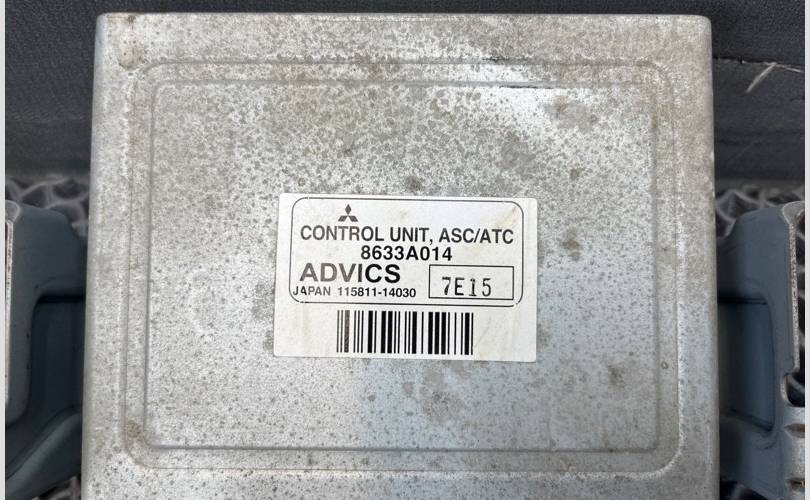 CONTROL UNIT, ASC/ATC
8633A014
ADVICS
JAPAN 115811-14030 7E15